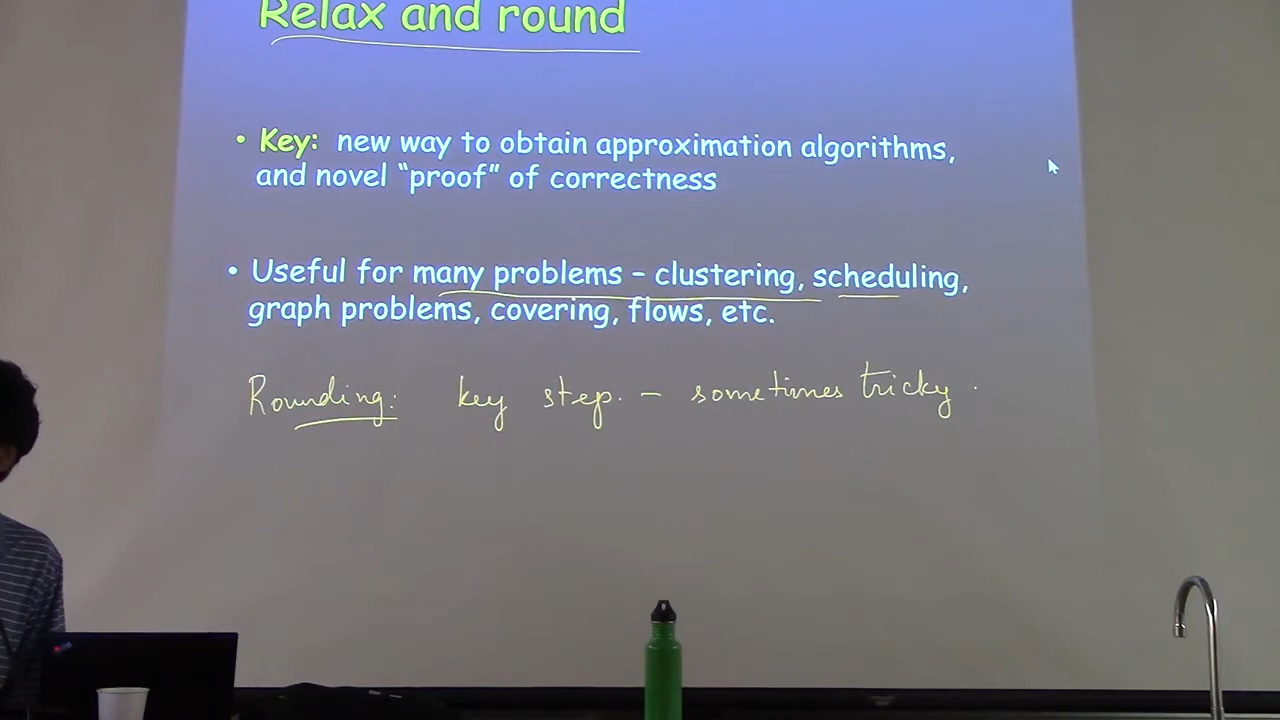 Relax and round
• Key: new way to obtain approximation algorithms,
and novel “proof” of correctness
• Useful for many problems – clustering, scheduling,
graph problems, covering, flows, etc.
Rounding: key step. – sometimes tricky.